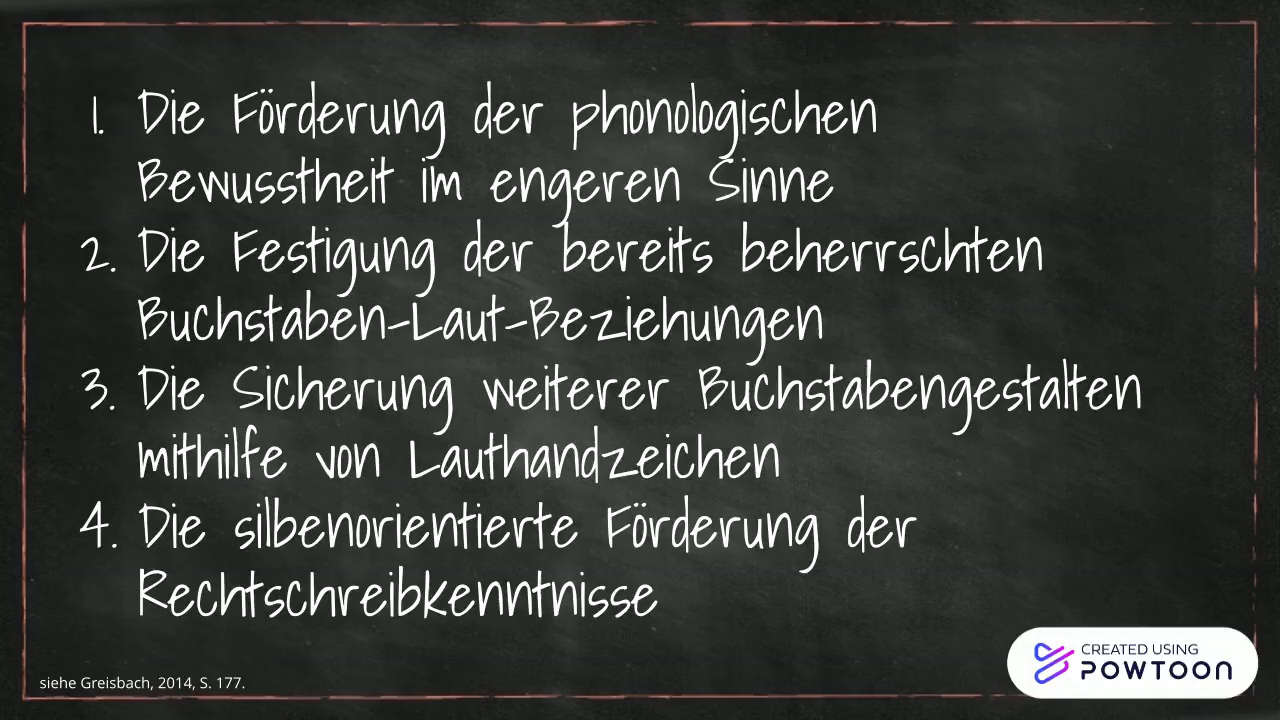 1. Die Förderung der phonologischen
Bewusstheit im engeren Sinne
2. Die Festigung der bereits beherrschten
Buchstaben-Laut-Beziehungen
3. Die Sicherung weiterer Buchstabengestalten
mithilfe von Lauthandzeichen
4. Die silbenorientierte Förderung der
Rechtschreibkenntnisse
siehe Greisbach, 2014, S. 177.
CREATED USING
POWTOON